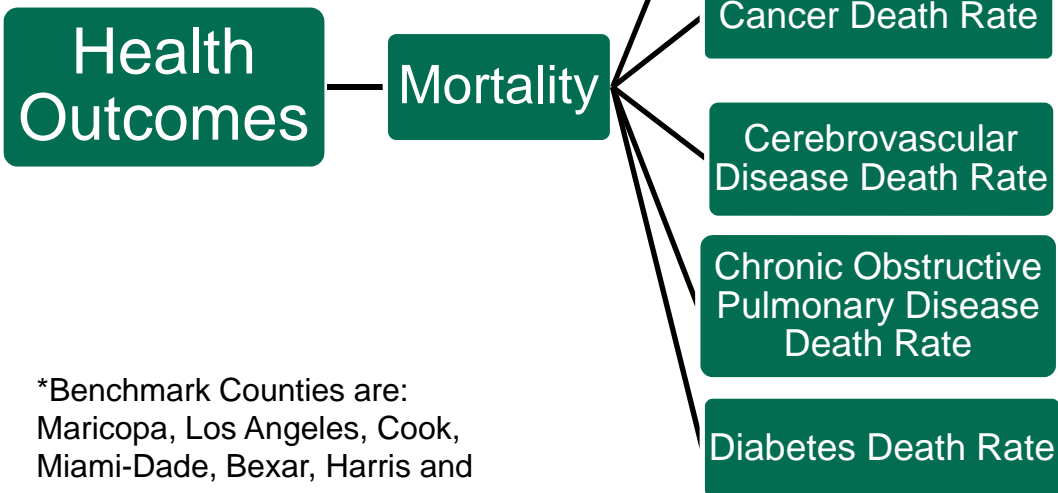 Health
Outcomes
Mortality
Cancer Death Rate
Cerebrovascular
Disease Death Rate
Chronic Obstructive
Pulmonary Disease
Death Rate
Diabetes Death Rate
*Benchmark Counties are:
Maricopa, Los Angeles, Cook,
Miami-Dade, Bexar, Harris and